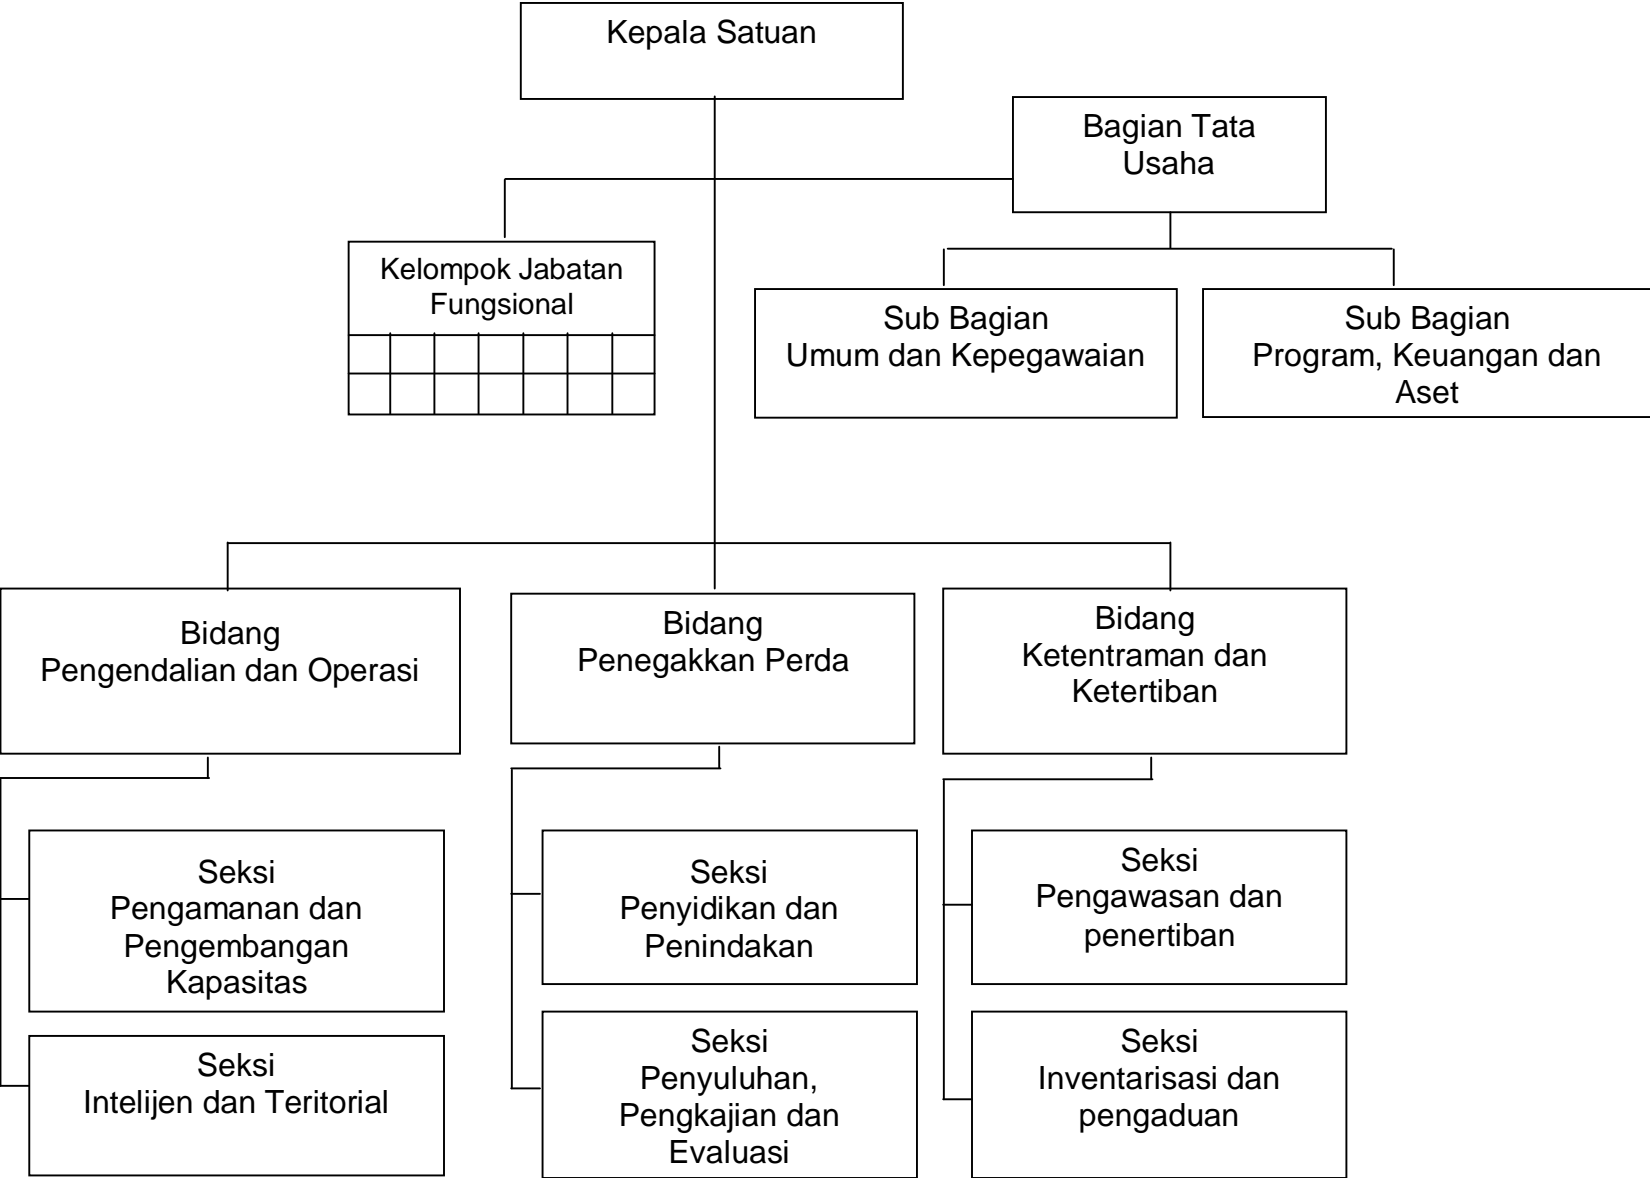 Kepala Satuan
Bagian Tata
Usaha
Kelompok Jabatan
Fungsional
Sub Bagian
Umum dan Kepegawaian
Sub Bagian
Program, Keuangan dan
Aset
Bidang
Pengendalian dan Operasi
Bidang
Penegakkan Perda
Bidang
Ketentraman dan
Ketertiban
Seksi
Pengamanan dan
Pengembangan
Kapasitas
Seksi
Penyidikan dan
Penindakan
Seksi
Pengawasan dan
penertiban
Seksi
Intelijen dan Teritorial
Seksi
Penyuluhan,
Pengkajian dan
Evaluasi
Seksi
Inventarisasi dan
pengaduan